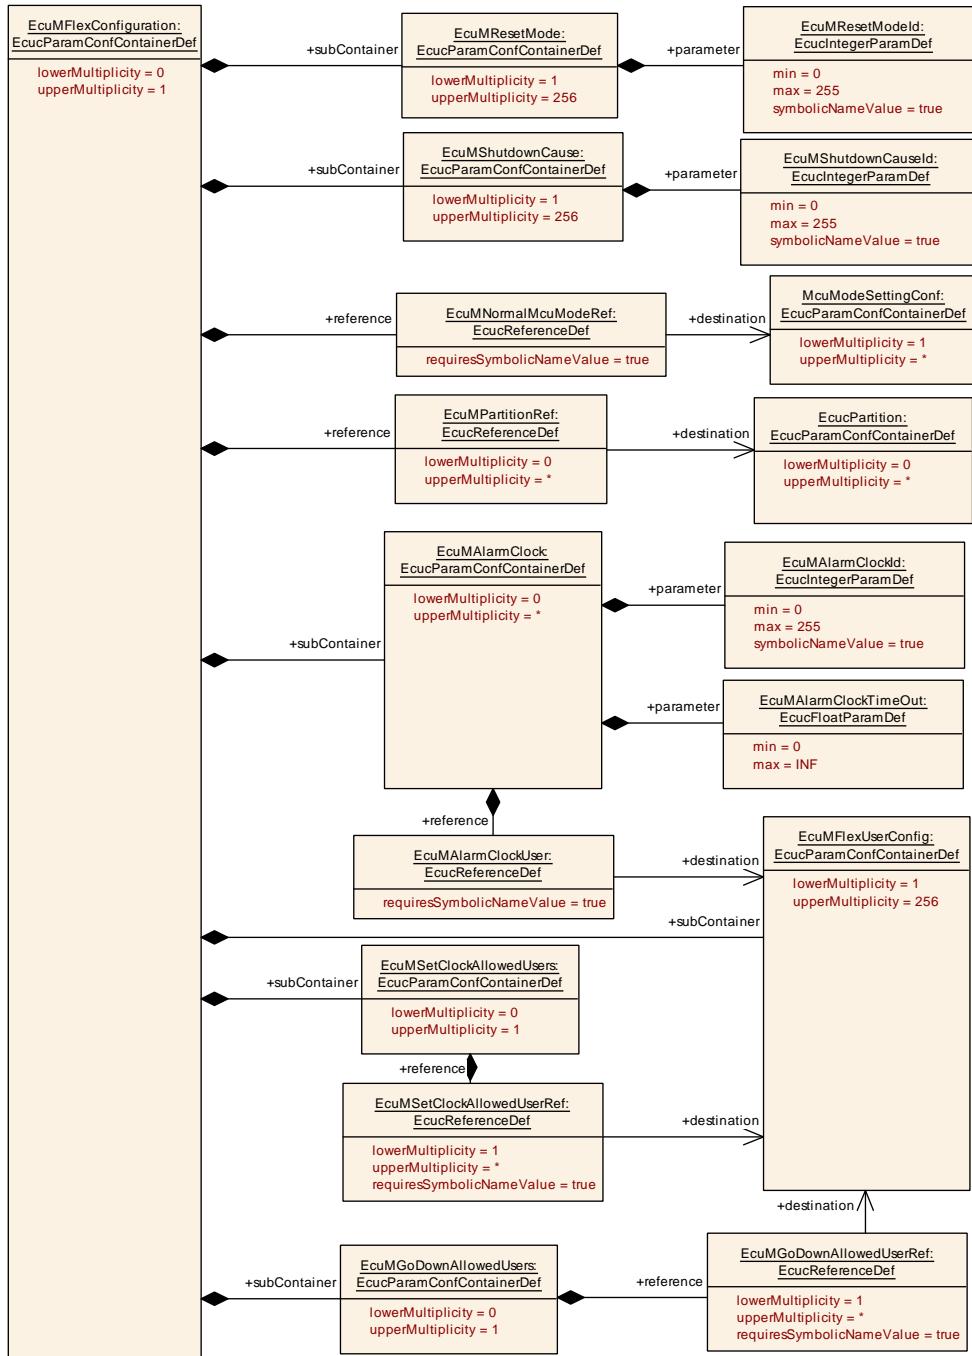 EcuMFlexConfiguration:
EcucParamConfContainerDef
lowerMultiplicity = 0
upperMultiplicity = 1
+subContainer
EcuMResetMode:
EcucParamConfContainerDef
lowerMultiplicity = 1
upperMultiplicity = 256
+parameter
EcuMResetModeId:
EcucIntegerParamDef
min = 0
max = 255
symbolicNameValue = true
+subContainer
EcuMShutdownCause:
EcucParamConfContainerDef
lowerMultiplicity = 1
upperMultiplicity = 256
+parameter
EcuMShutdownCauseId:
EcucIntegerParamDef
min = 0
max = 255
symbolicNameValue = true
+reference
EcuMNormalMcuModeRef:
EcucReferenceDef
requiresSymbolicNameValue = true
+destination
McuModeSettingConf:
EcucParamConfContainerDef
lowerMultiplicity = 1
upperMultiplicity = *
+reference
EcuMPartitionRef:
EcucReferenceDef
lowerMultiplicity = 0
upperMultiplicity = *
+destination
EcucPartition:
EcucParamConfContainerDef
lowerMultiplicity = 0
upperMultiplicity = *
+subContainer
EcuMAlarmClock:
EcucParamConfContainerDef
lowerMultiplicity = 0
upperMultiplicity = *
+parameter
EcuMAlarmClockId:
EcucIntegerParamDef
min = 0
max = 255
symbolicNameValue = true
+parameter
EcuMAlarmClockTimeOut:
EcucFloatParamDef
min = 0
max = INF
+reference
EcuMAlarmClockUser:
EcucReferenceDef
requiresSymbolicNameValue = true
+destination
EcuMFlexUserConfig:
EcucParamConfContainerDef
lowerMultiplicity = 1
upperMultiplicity = 256
+subContainer
+subContainer
EcuMSetClockAllowedUsers:
EcucParamConfContainerDef
lowerMultiplicity = 0
upperMultiplicity = 1
+reference
EcuMSetClockAllowedUserRef:
EcucReferenceDef
lowerMultiplicity = 1
upperMultiplicity = *
requiresSymbolicNameValue = true
+destination
+destination
+subContainer
EcuMGoDownAllowedUsers:
EcucParamConfContainerDef
lowerMultiplicity = 0
upperMultiplicity = 1
+reference
EcuMGoDownAllowedUserRef:
EcucReferenceDef
lowerMultiplicity = 1
upperMultiplicity = *
requiresSymbolicNameValue = true